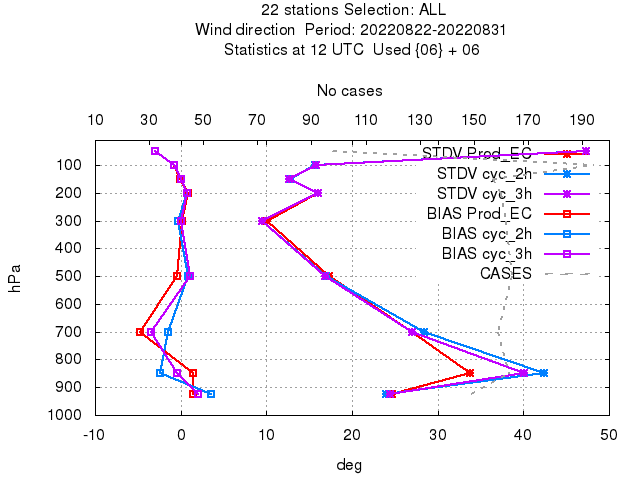 22 stations Selection: ALL
Wind direction  Period: 20220822-20220831
Statistics at 12 UTC  Used {06} + 06
No cases
10 30 50 70 90 110 130 150 170 190
STDV Prod_EC
STDV cyc_2h
STDV cyc_3h
BIAS Prod_EC
BIAS cyc_2h
BIAS cyc_3h
CASES
hPa
100
200
300
400
500
600
700
800
900
1000
-10 0 10 20 30 40 50
deg